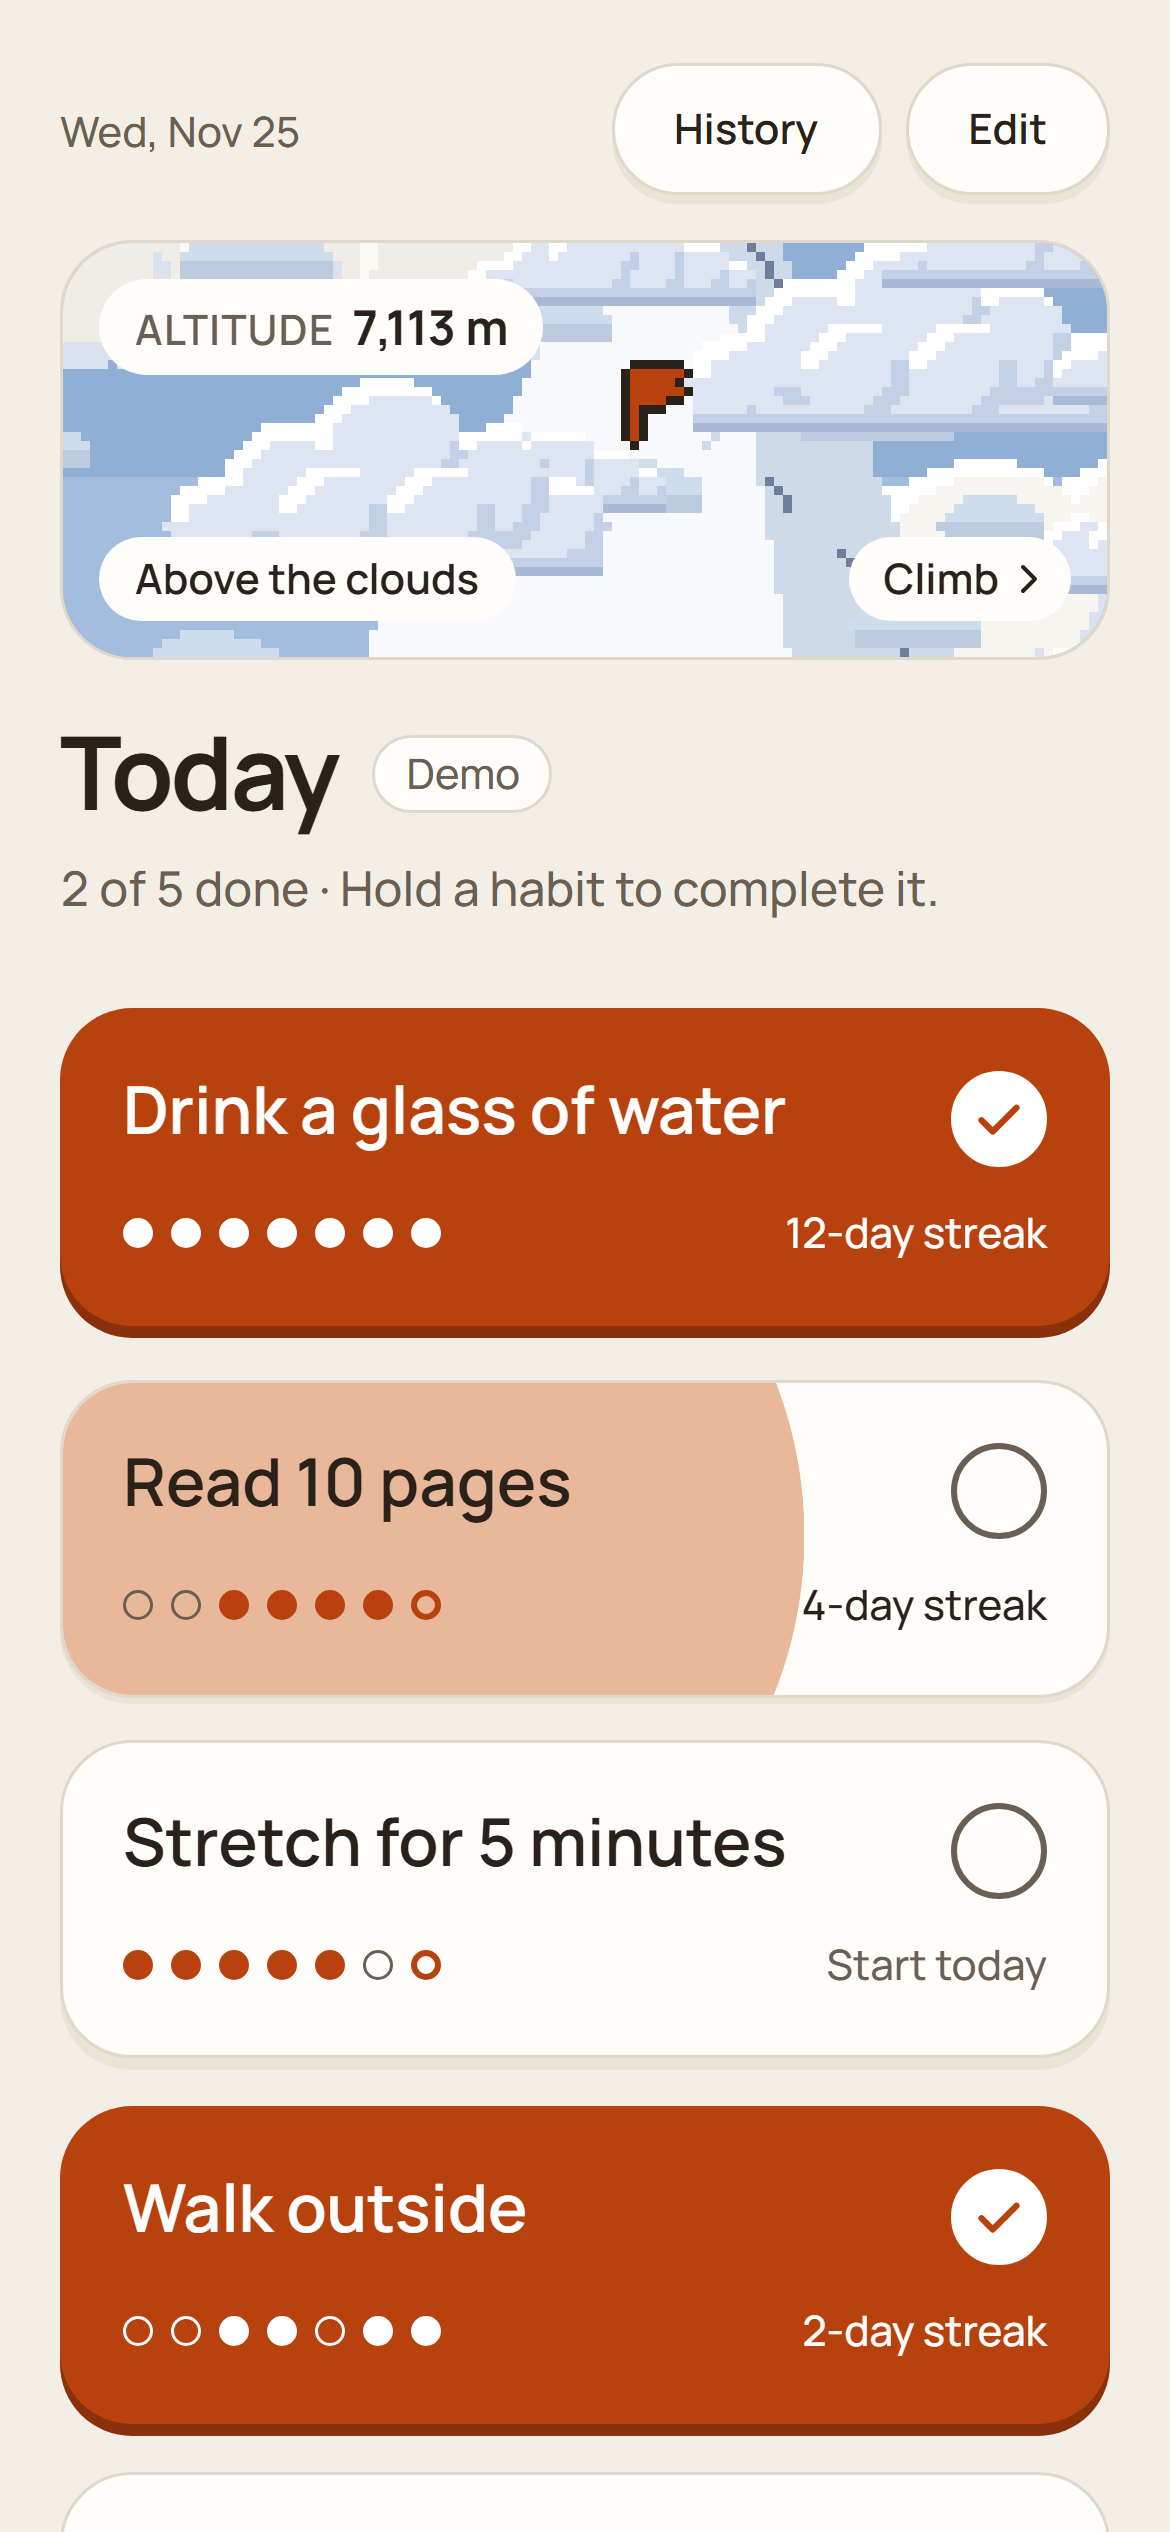 Wed, Nov 25
History
Edit
ALTITUDE 7,113 m
Above the clouds
Climb
Today
Demo
2 of 5 done · Hold a habit to complete it.
Drink a glass of water
12-day streak
Read 10 pages
4-day streak
Stretch for 5 minutes
Start today
Walk outside
2-day streak